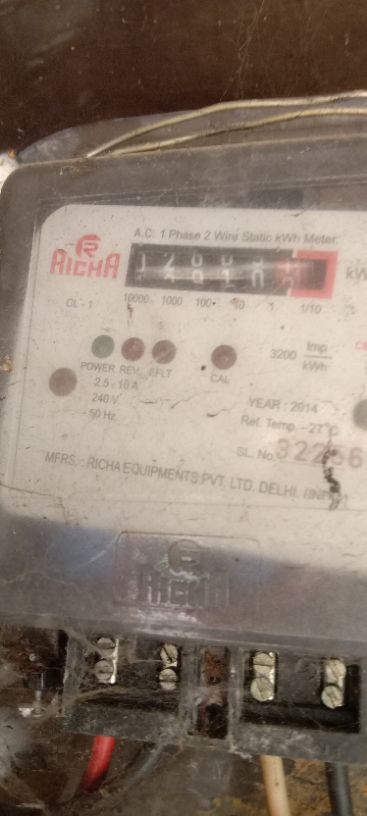 A.C. 1 Phase 2 Wire Static kWh Meter
RICHA
CL - 1
10000 1000 100 10 1 1/10
POWER REV. EFLT
CAL
3200 Imp/kWh
2.5 - 10 A
240 V
50 Hz
YEAR : 2014
Ref. Temp. - 27°C
SL. No.
MFRS. : RICHA EQUIPMENTS PVT. LTD. DELHI.
RICHA